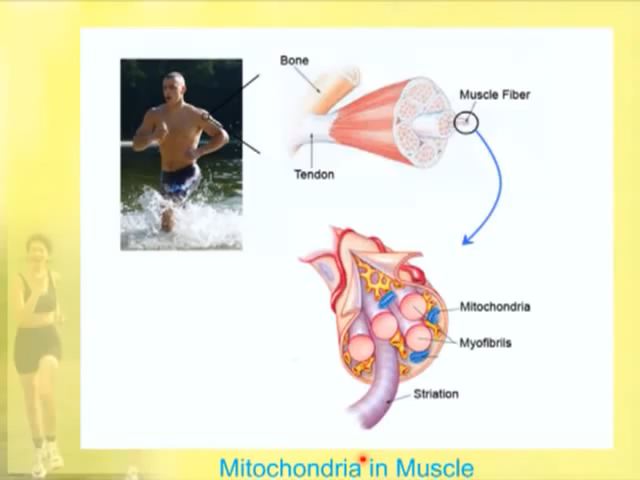 Bone
Muscle Fiber
Tendon
Mitochondria
Myofibrils
Striation
Mitochondria in Muscle